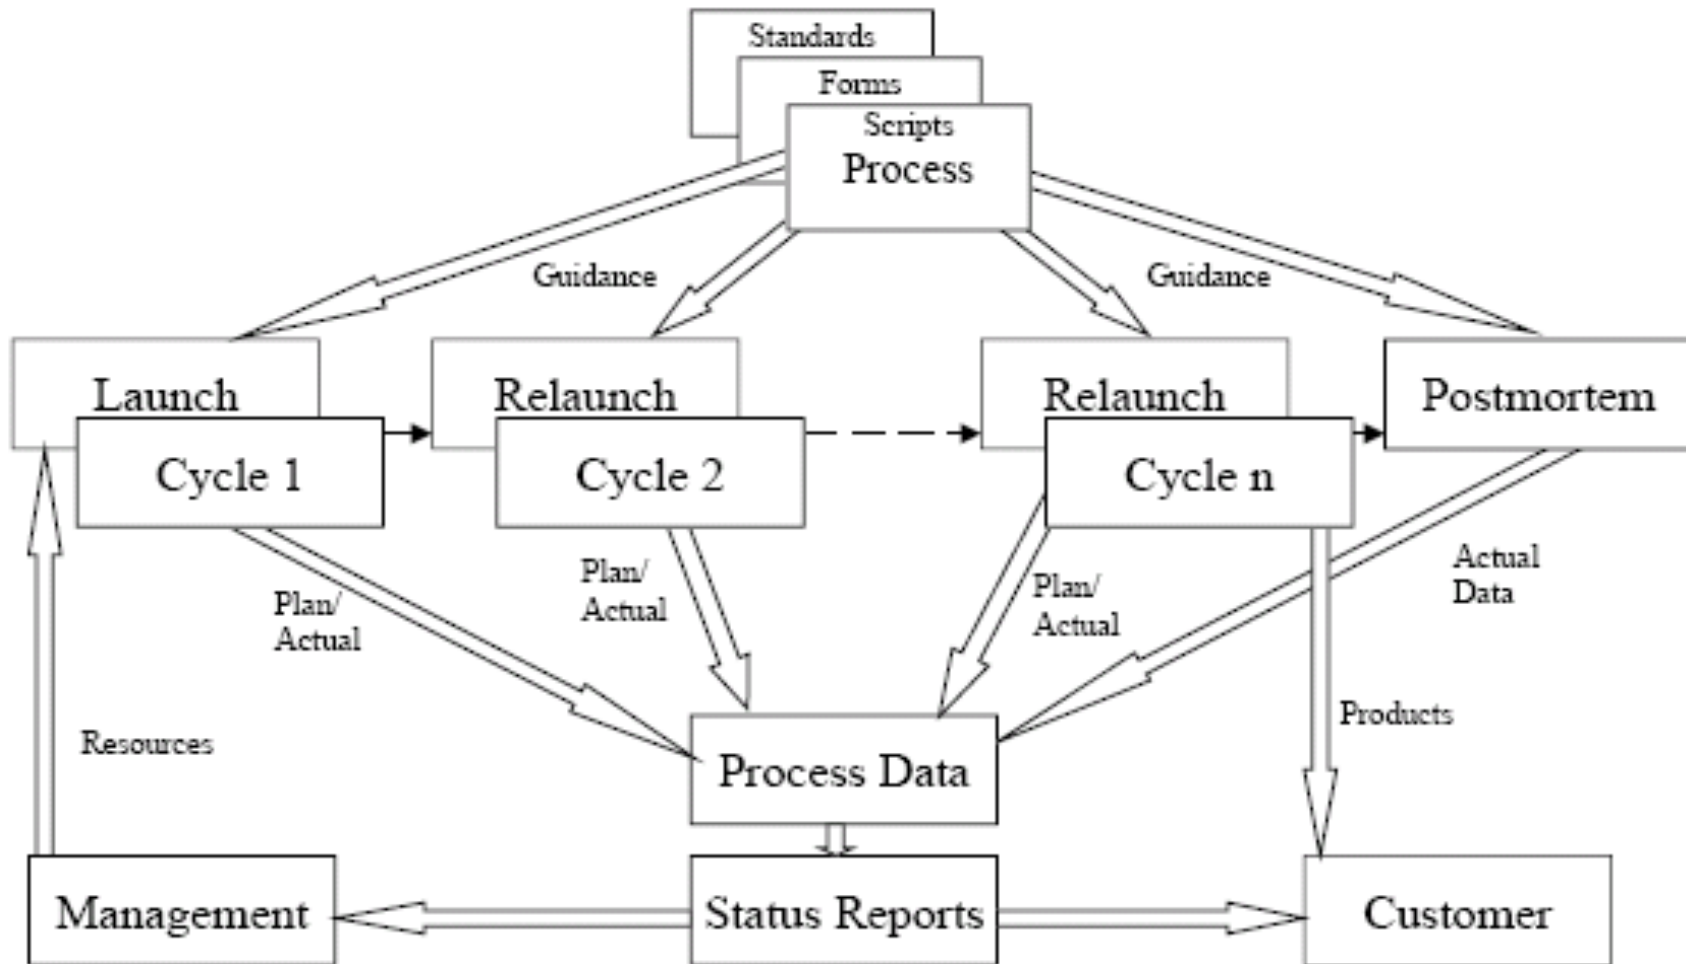 Standards
Forms
Scripts
Process
Guidance
Guidance
Launch
Relaunch
Relaunch
Postmortem
Cycle 1
Cycle 2
Cycle n
Plan/
Actual
Plan/
Actual
Plan/
Actual
Actual
Data
Resources
Products
Process Data
Management
Status Reports
Customer